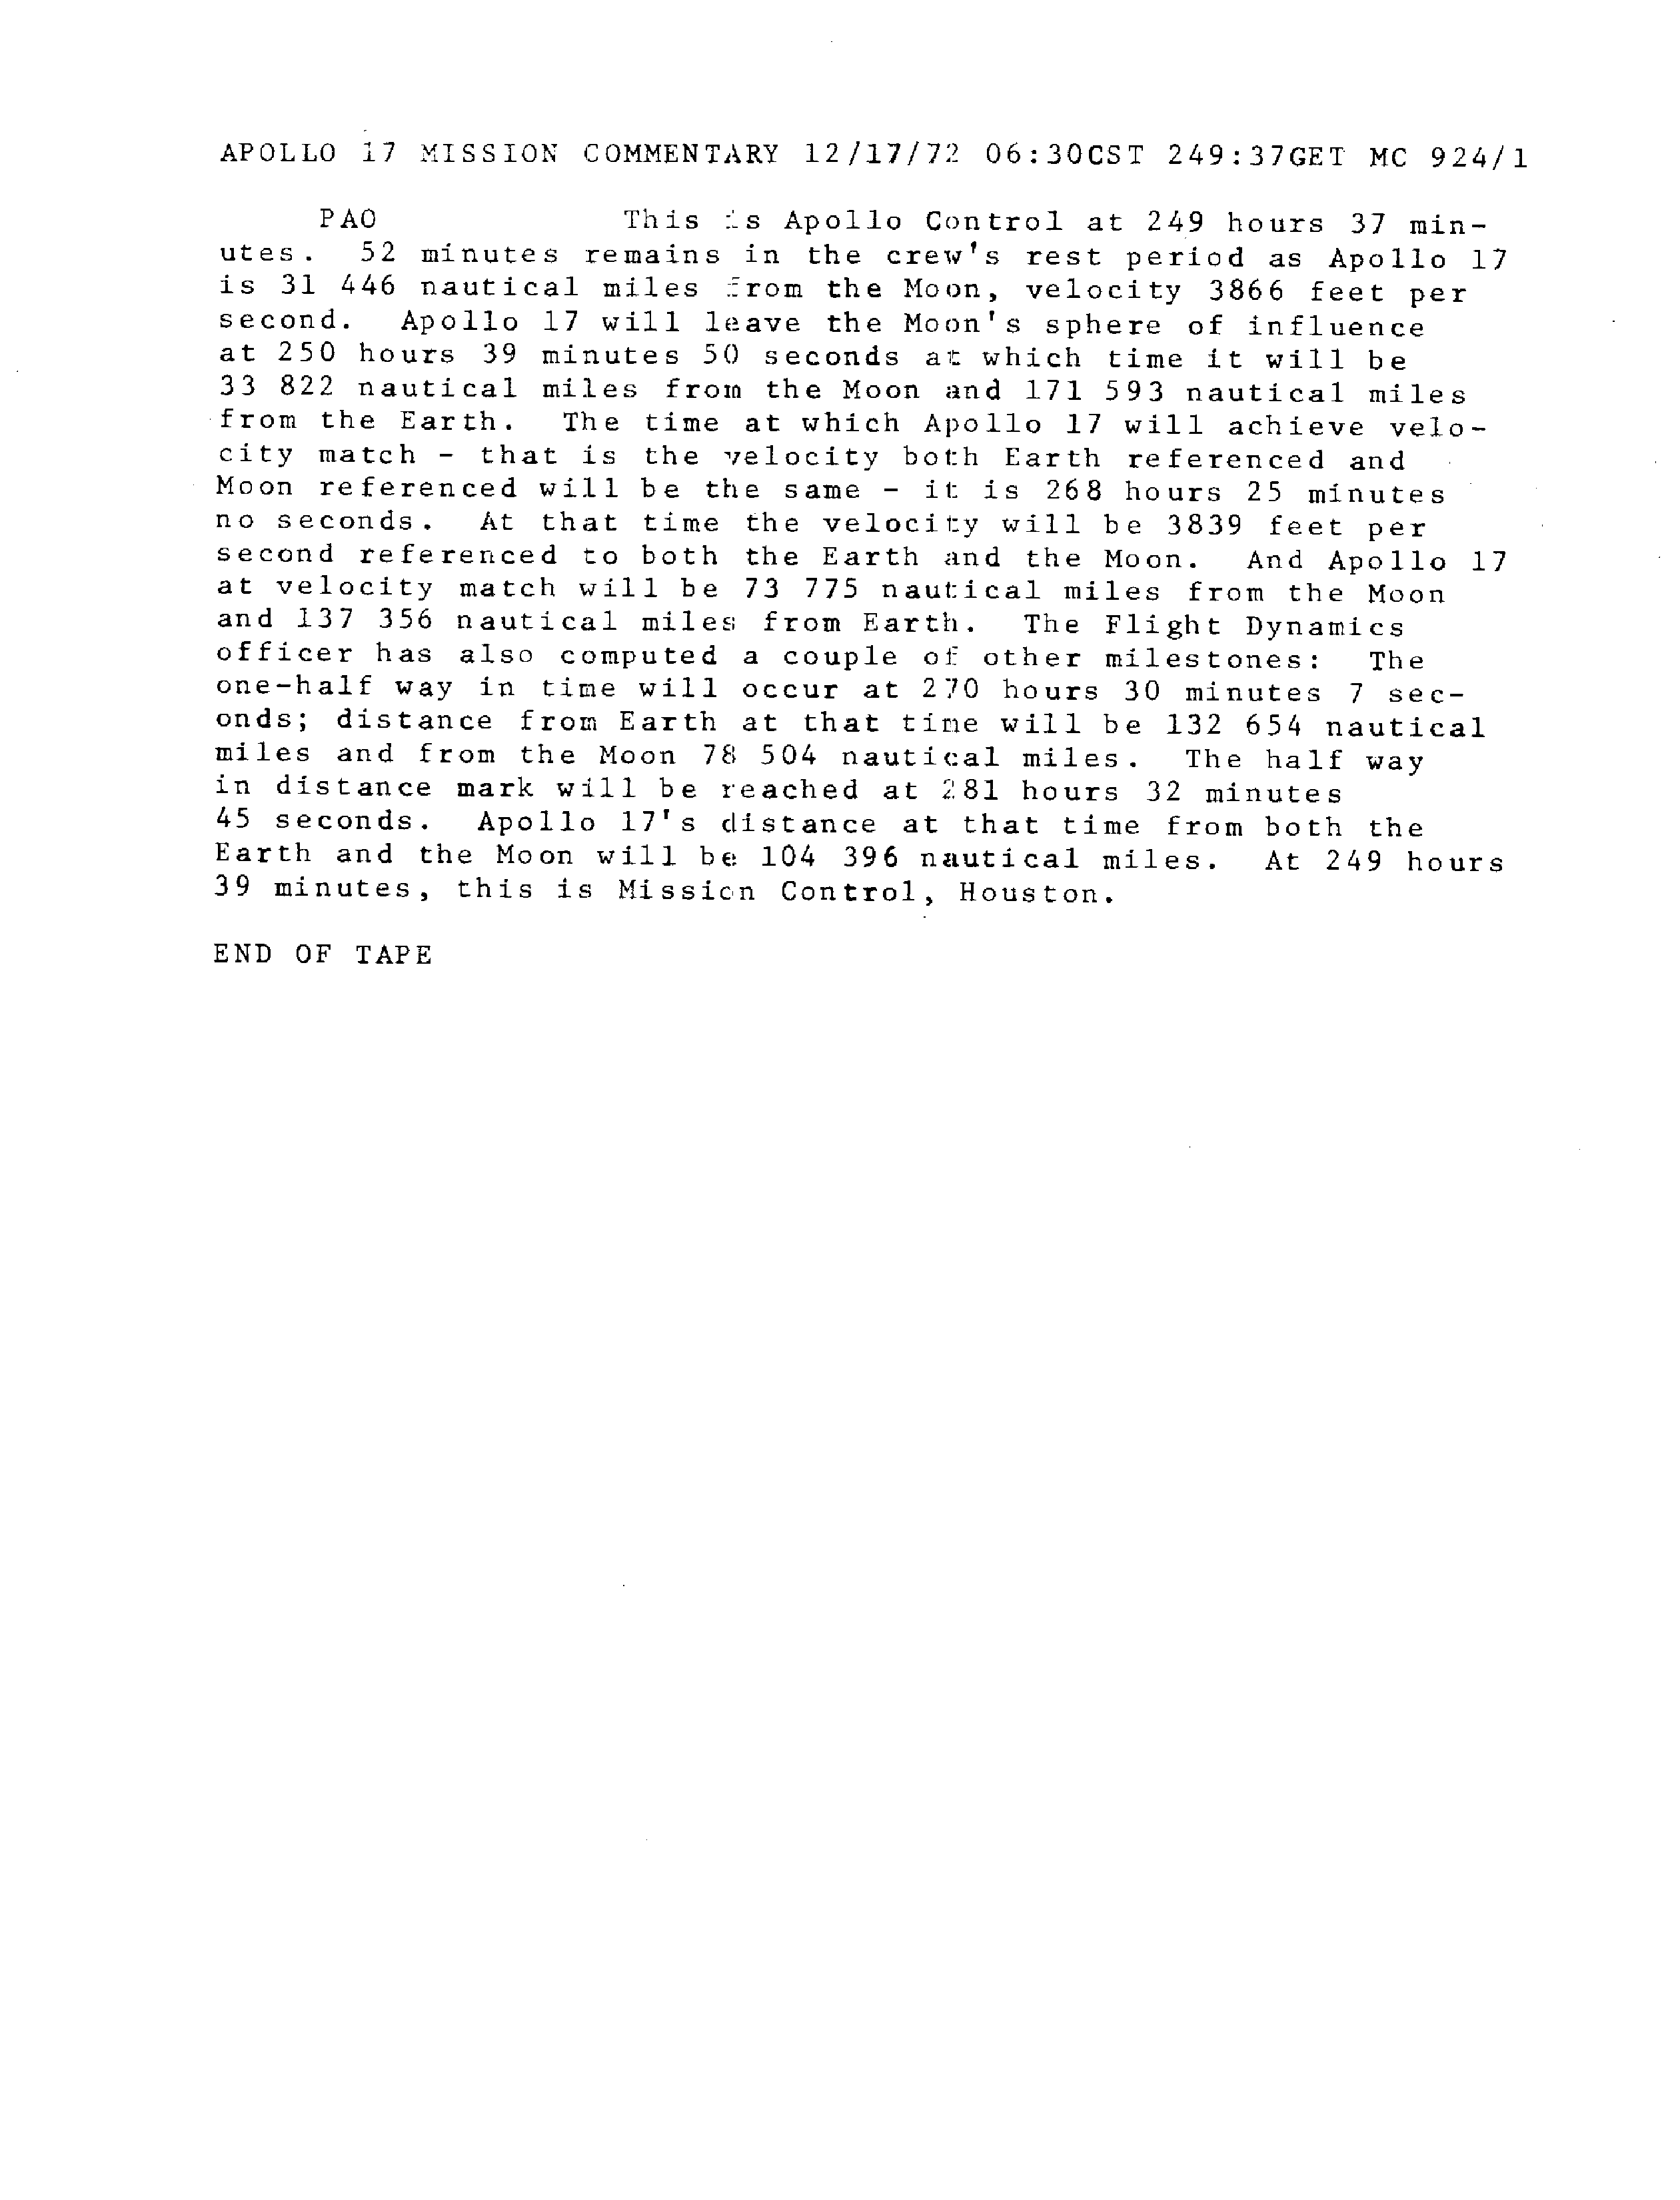 APOLLO 17 MISSION COMMENTARY 12/17/72 06:30CST 249:37GET MC 924/1
PAO This is Apollo Control at 249 hours 37 min-
utes. 52 minutes remains in the crew's rest period as Apollo 17
is 31 446 nautical miles from the Moon, velocity 3866 feet per
second. Apollo 17 will leave the Moon's sphere of influence
at 250 hours 39 minutes 50 seconds at which time it will be
33 822 nautical miles from the Moon and 171 593 nautical miles
from the Earth. The time at which Apollo 17 will achieve velo-
city match - that is the velocity both Earth referenced and
Moon referenced will be the same - it is 268 hours 25 minutes
no seconds. At that time the velocity will be 3839 feet per
second referenced to both the Earth and the Moon. And Apollo 17
at velocity match will be 73 775 nautical miles from the Moon
and 137 356 nautical miles from Earth. The Flight Dynamics
officer has also computed a couple of other milestones: The
one-half way in time will occur at 270 hours 30 minutes 7 sec-
onds; distance from Earth at that time will be 132 654 nautical
miles and from the Moon 78 504 nautical miles. The half way
in distance mark will be reached at 281 hours 32 minutes
45 seconds. Apollo 17's distance at that time from both the
Earth and the Moon will be 104 396 nautical miles. At 249 hours
39 minutes, this is Mission Control, Houston.
END OF TAPE